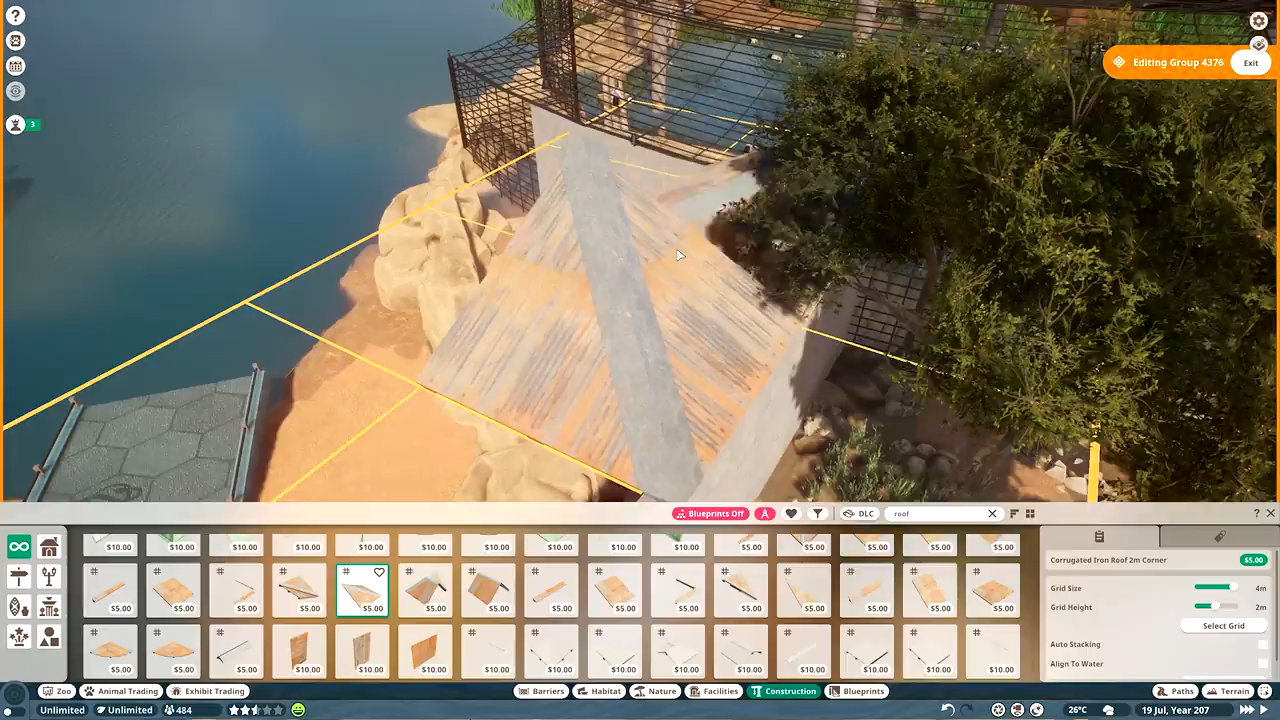 ?
Editing Group 4376
Exit
3
Blueprints Off
DLC
roof
?
$10.00 $10.00 $10.00 $10.00 $10.00 $10.00 $10.00 $10.00 $10.00 $10.00 $5.00 $5.00 $5.00 $5.00 $5.00
$5.00 $5.00 $5.00 $5.00 $5.00 $5.00 $5.00 $5.00 $5.00 $5.00 $5.00 $5.00 $5.00 $5.00 $5.00
$5.00 $5.00 $5.00 $10.00 $10.00 $10.00 $10.00 $10.00 $10.00 $10.00 $10.00 $10.00 $10.00 $10.00 $10.00
Corrugated Iron Roof 2m Corner
$5.00
Grid Size
4m
Grid Height
2m
Select Grid
Auto Stacking
Align To Water
Zoo
Animal Trading
Exhibit Trading
Barriers
Habitat
Nature
Facilities
Construction
Blueprints
Paths
Terrain
Unlimited
Unlimited
484
26°C
19 Jul, Year 207